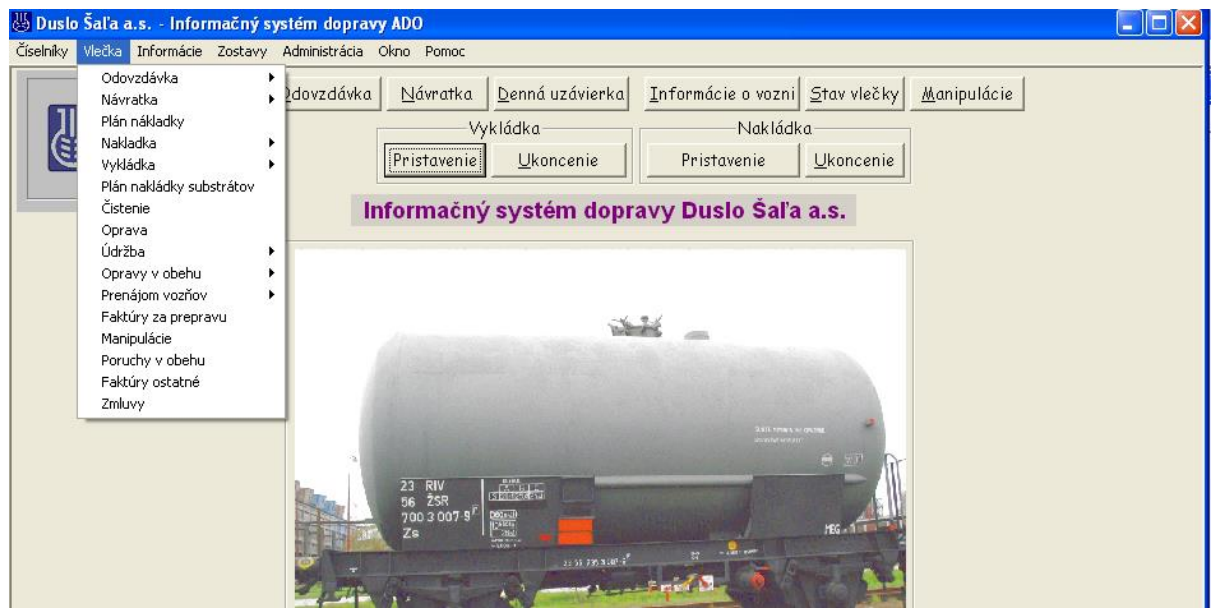 Duslo Šaľa a.s. - Informačný systém dopravy ADO
Číselníky Vlečka Informácie Zostavy Administrácia Okno Pomoc
Odovzdávka
Návratka
Plán nákladky
Nakladka
Vykládka
Plán nakládky substrátov
Čistenie
Oprava
Údržba
Opravy v obehu
Prenájom vozňov
Faktúry za prepravu
Manipulácie
Poruchy v obehu
Faktúry ostatné
Zmluvy
dovzdávka Návratka Denná uzávierka Informácie o vozni Stav vlečky Manipulácie
Vykládka Nakládka
Pristavenie Ukoncenie Pristavenie Ukoncenie
Informačný systém dopravy Duslo Šaľa a.s.
23 RIV
56 ŽSR
700 3 007-9
Zs
MEG